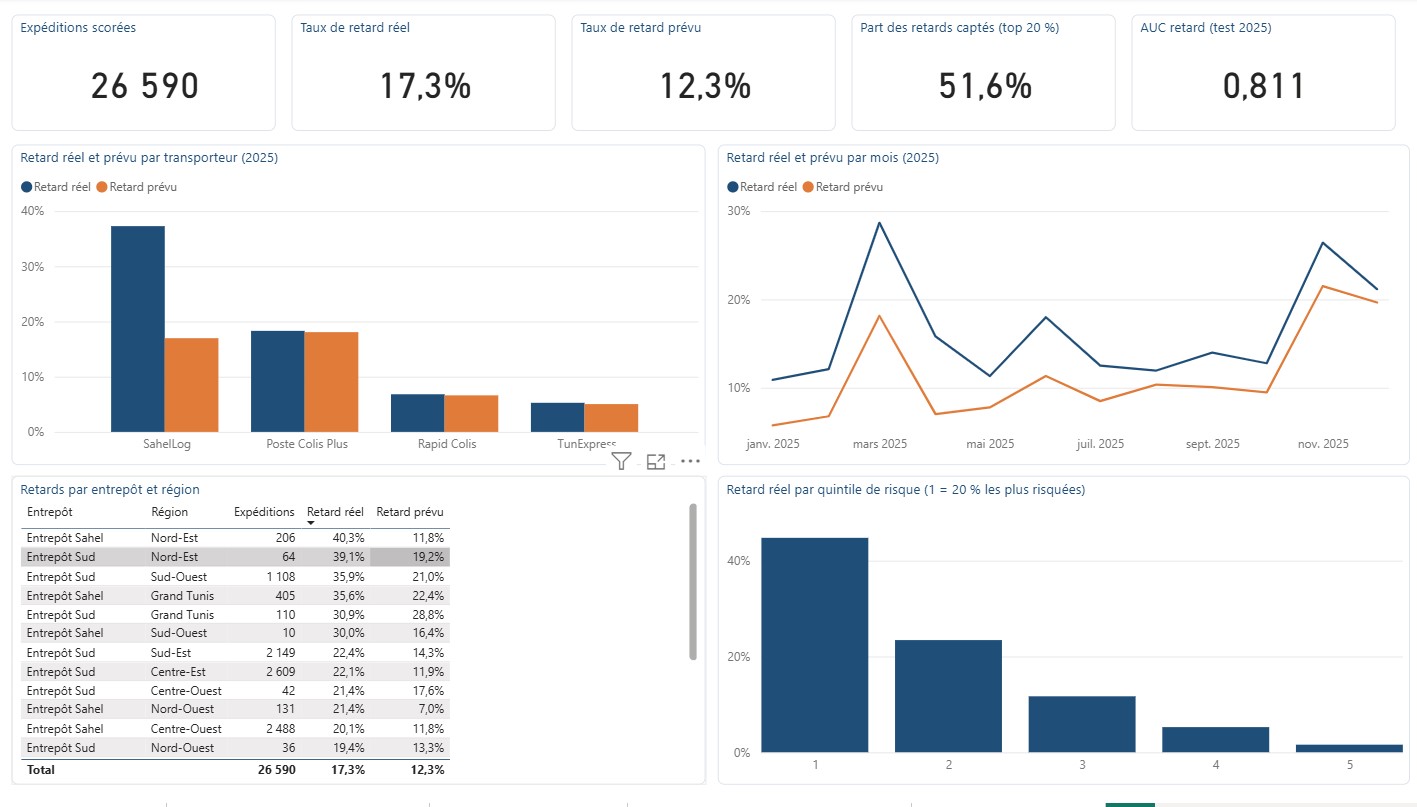 Expéditions scorées
26 590
Taux de retard réel
17,3%
Taux de retard prévu
12,3%
Part des retards captés (top 20 %)
51,6%
AUC retard (test 2025)
0,811
Retard réel et prévu par transporteur (2025)
Retard réel Retard prévu
40%
30%
20%
10%
0%
SahelLog Poste Colis Plus Rapid Colis TunExpress
Retard réel et prévu par mois (2025)
Retard réel Retard prévu
30%
20%
10%
janv. 2025 mars 2025 mai 2025 juil. 2025 sept. 2025 nov. 2025
Retards par entrepôt et région
Entrepôt Région Expéditions Retard réel Retard prévu
Entrepôt Sahel Nord-Est 206 40,3% 11,8%
Entrepôt Sud Nord-Est 64 39,1% 19,2%
Entrepôt Sud Sud-Ouest 1 108 35,9% 21,0%
Entrepôt Sahel Grand Tunis 405 35,6% 22,4%
Entrepôt Sud Grand Tunis 110 30,9% 28,8%
Entrepôt Sahel Sud-Ouest 10 30,0% 16,4%
Entrepôt Sud Sud-Est 2 149 22,4% 14,3%
Entrepôt Sud Centre-Est 2 609 22,1% 11,9%
Entrepôt Sud Centre-Ouest 42 21,4% 17,6%
Entrepôt Sahel Nord-Ouest 131 21,4% 7,0%
Entrepôt Sahel Centre-Ouest 2 488 20,1% 11,8%
Entrepôt Sud Nord-Ouest 36 19,4% 13,3%
Total 26 590 17,3% 12,3%
Retard réel par quintile de risque (1 = 20 % les plus risquées)
40%
20%
0%
1 2 3 4 5